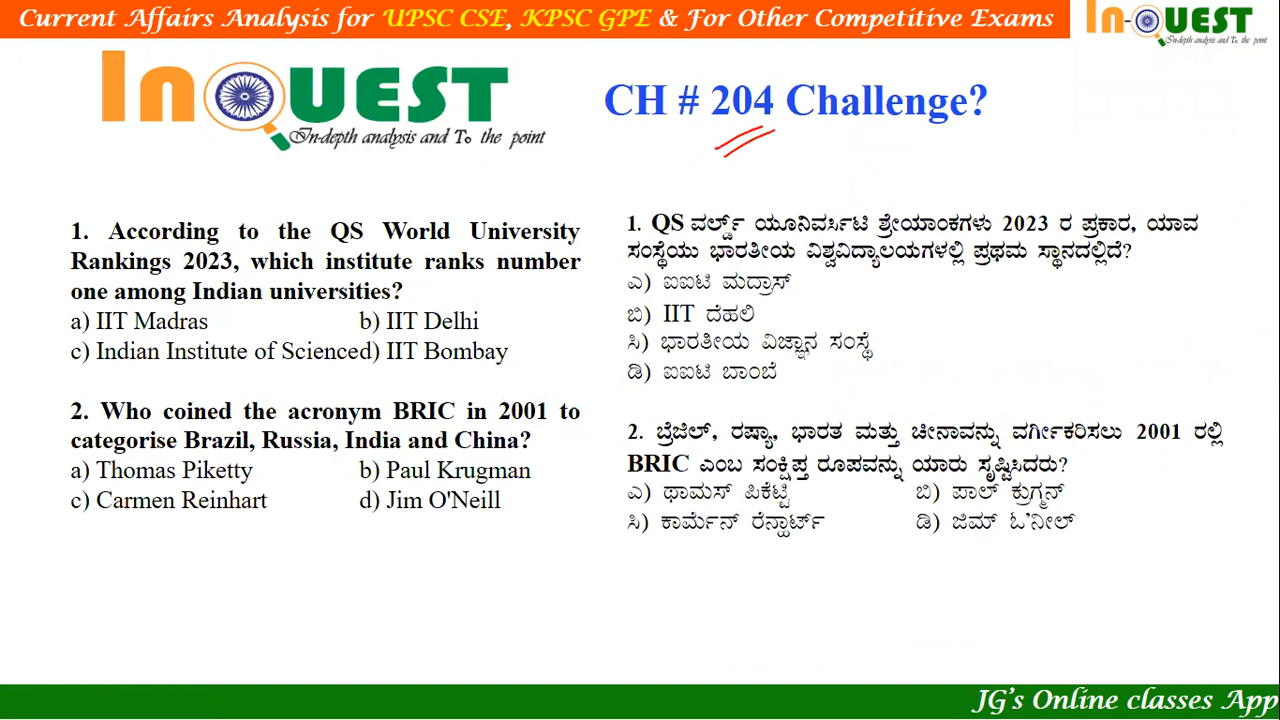 Current Affairs Analysis for UPSC CSE, KPSC GPE & For Other Competitive Exams
In-QUEST
In-depth analysis and To the point
InQUEST
In-depth analysis and To the point
CH # 204 Challenge?
1. According to the QS World University
Rankings 2023, which institute ranks number
one among Indian universities?
a) IIT Madras b) IIT Delhi
c) Indian Institute of Scienced) IIT Bombay
2. Who coined the acronym BRIC in 2001 to
categorise Brazil, Russia, India and China?
a) Thomas Piketty b) Paul Krugman
c) Carmen Reinhart d) Jim O'Neill
1. QS ವರ್ಲ್ಡ್ ಯೂನಿವರ್ಸಿಟಿ ಶ್ರೇಯಾಂಕಗಳು 2023 ರ ಪ್ರಕಾರ, ಯಾವ
ಸಂಸ್ಥೆಯು ಭಾರತೀಯ ವಿಶ್ವವಿದ್ಯಾಲಯಗಳಲ್ಲಿ ಪ್ರಥಮ ಸ್ಥಾನದಲ್ಲಿದೆ?
ಎ) ಐಐಟಿ ಮದ್ರಾಸ್
ಬಿ) IIT ದೆಹಲಿ
ಸಿ) ಭಾರತೀಯ ವಿಜ್ಞಾನ ಸಂಸ್ಥೆ
ಡಿ) ಐಐಟಿ ಬಾಂಬೆ
2. ಬ್ರೆಜಿಲ್, ರಷ್ಯಾ, ಭಾರತ ಮತ್ತು ಚೀನಾವನ್ನು ವರ್ಗೀಕರಿಸಲು 2001 ರಲ್ಲಿ
BRIC ಎಂಬ ಸಂಕ್ಷಿಪ್ತ ರೂಪವನ್ನು ಯಾರು ಸೃಷ್ಟಿಸಿದರು?
ಎ) ಥಾಮಸ್ ಪಿಕೆಟ್ಟಿ ಬಿ) ಪಾಲ್ ಕ್ರುಗ್ಮನ್
ಸಿ) ಕಾರ್ಮೆನ್ ರೆನ್ಹಾರ್ಟ್ ಡಿ) ಜಿಮ್ ಓ'ನೀಲ್
JG's Online classes App